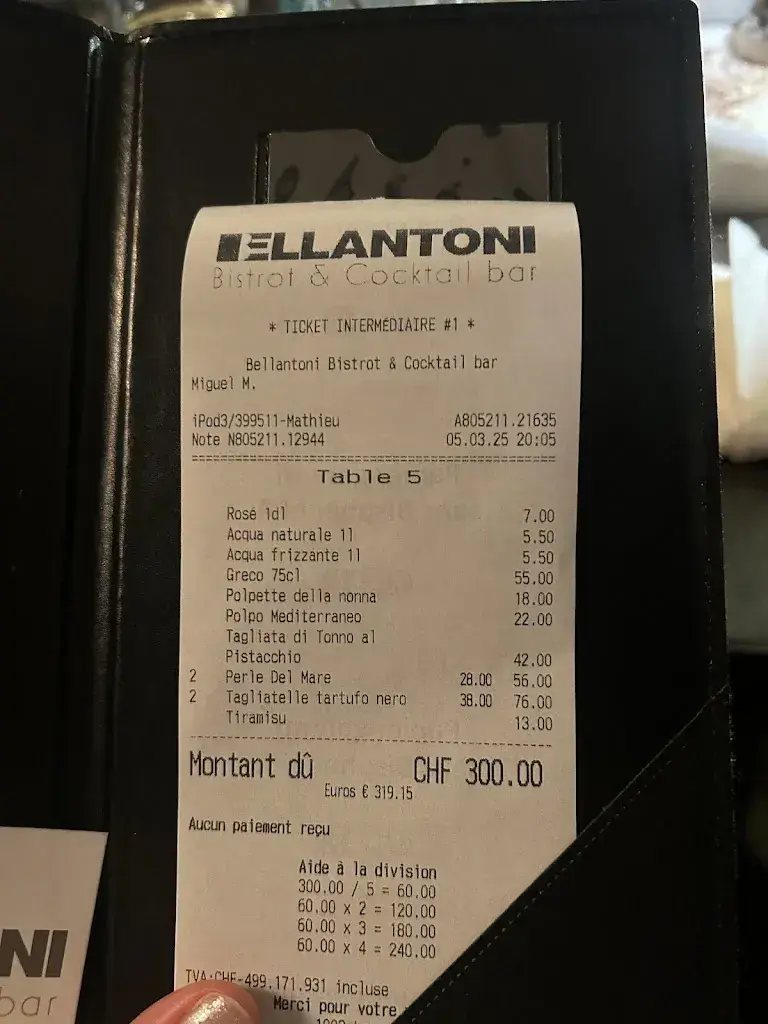 BELLANTONI
Bistrot & Cocktail bar
* TICKET INTERMÉDIAIRE #1 *
Bellantoni Bistrot & Cocktail bar
Miguel M.
iPod3/399511-Mathieu A805211.21635
Note N805211.12944 05.03.25 20:05
Table 5
Rosé 1dl 7.00
Acqua naturale 1l 5.50
Acqua frizzante 1l 5.50
Greco 75cl 55.00
Polpette della nonna 18.00
Polpo Mediterraneo 22.00
Tagliata di Tonno al
Pistacchio 42.00
2 Perle Del Mare 28.00 56.00
2 Tagliatelle tartufo nero 38.00 76.00
Tiramisu 13.00
Montant dû CHF 300.00
Euros € 319.15
Aucun paiement reçu
Aide à la division
300.00 / 5 = 60.00
60.00 x 2 = 120.00
60.00 x 3 = 180.00
60.00 x 4 = 240.00
TVA:CHE-499.171.931 incluse
Merci pour votre
NI
bar